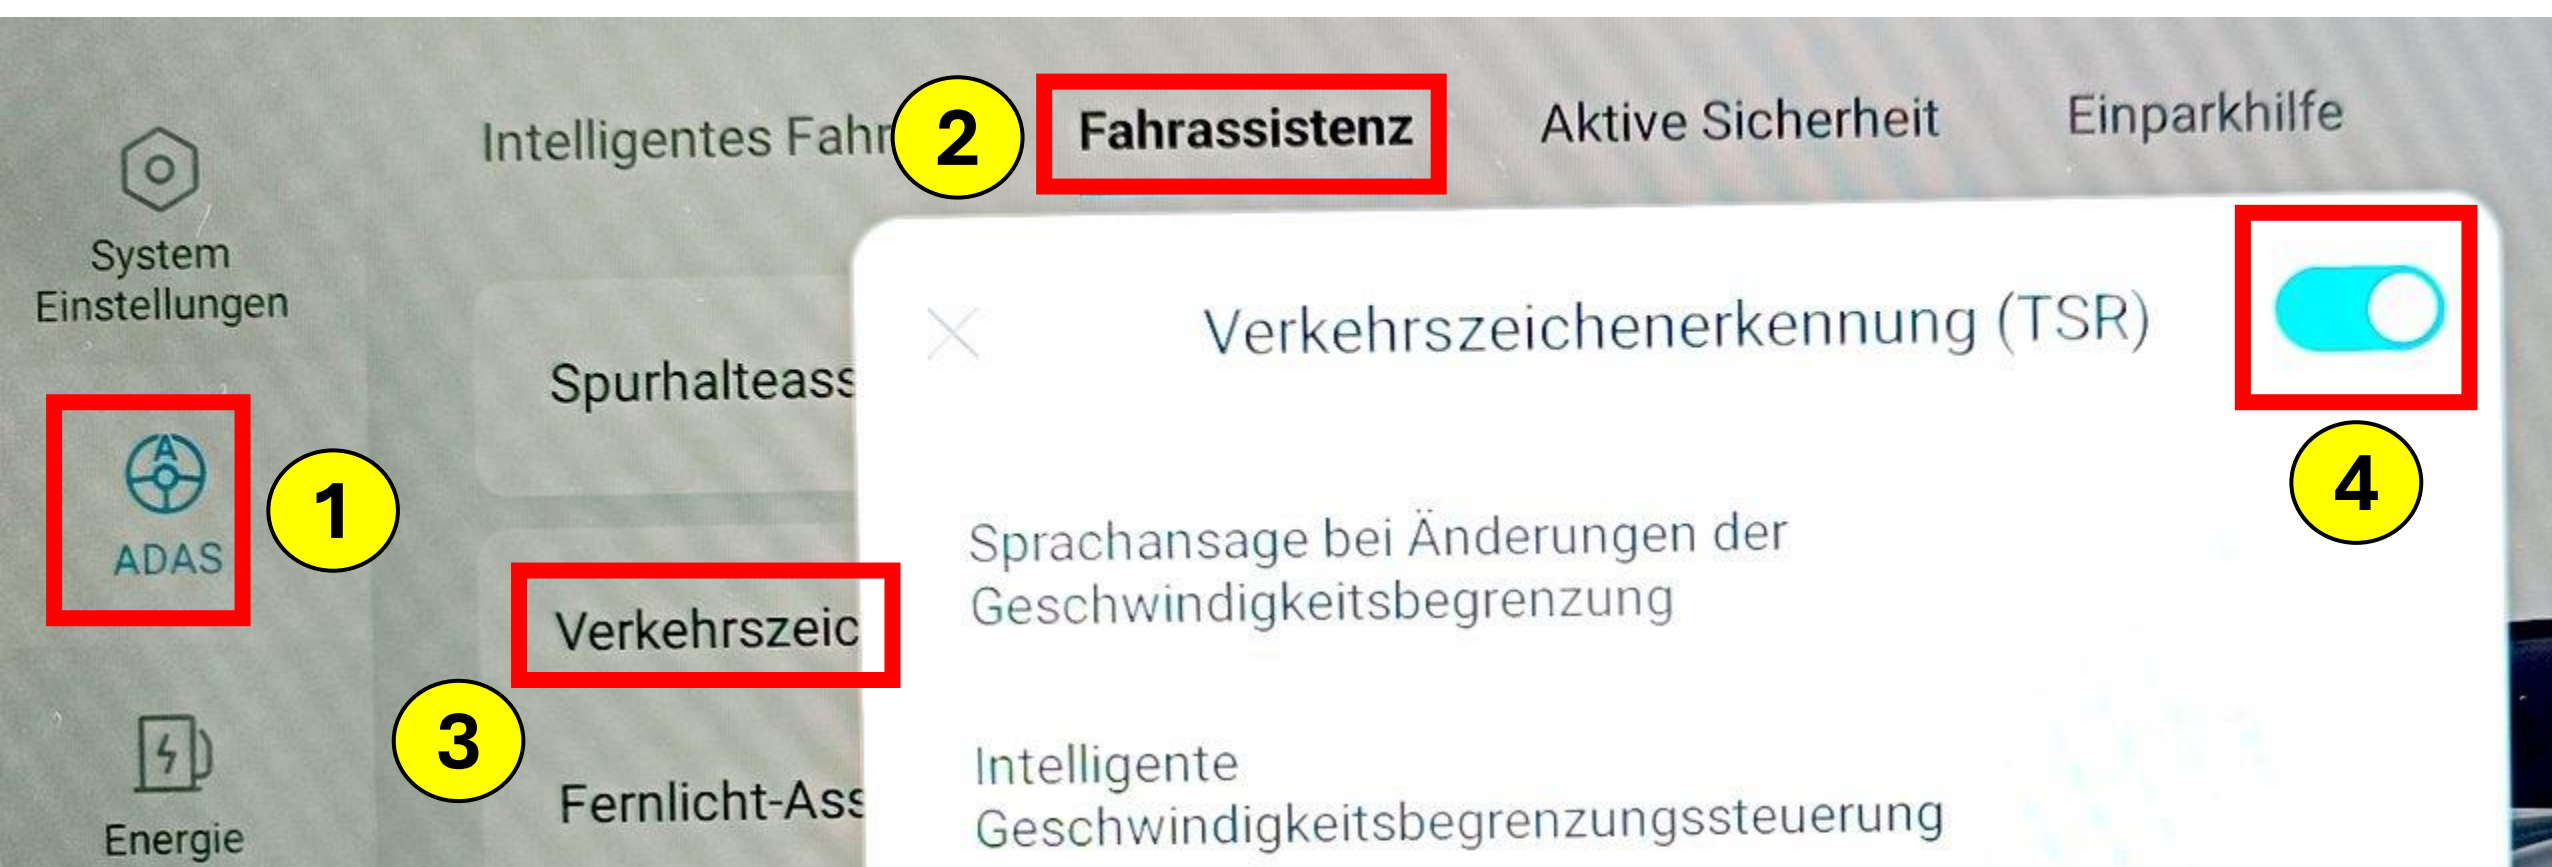 Intelligentes Fahr
2
Fahrassistenz
Aktive Sicherheit
Einparkhilfe
System
Einstellungen
ADAS
1
Energie
Spurhalteass
Verkehrszeic
3
Fernlicht-Ass
Verkehrszeichenerkennung (TSR)
4
Sprachansage bei Änderungen der
Geschwindigkeitsbegrenzung
Intelligente
Geschwindigkeitsbegrenzungssteuerung